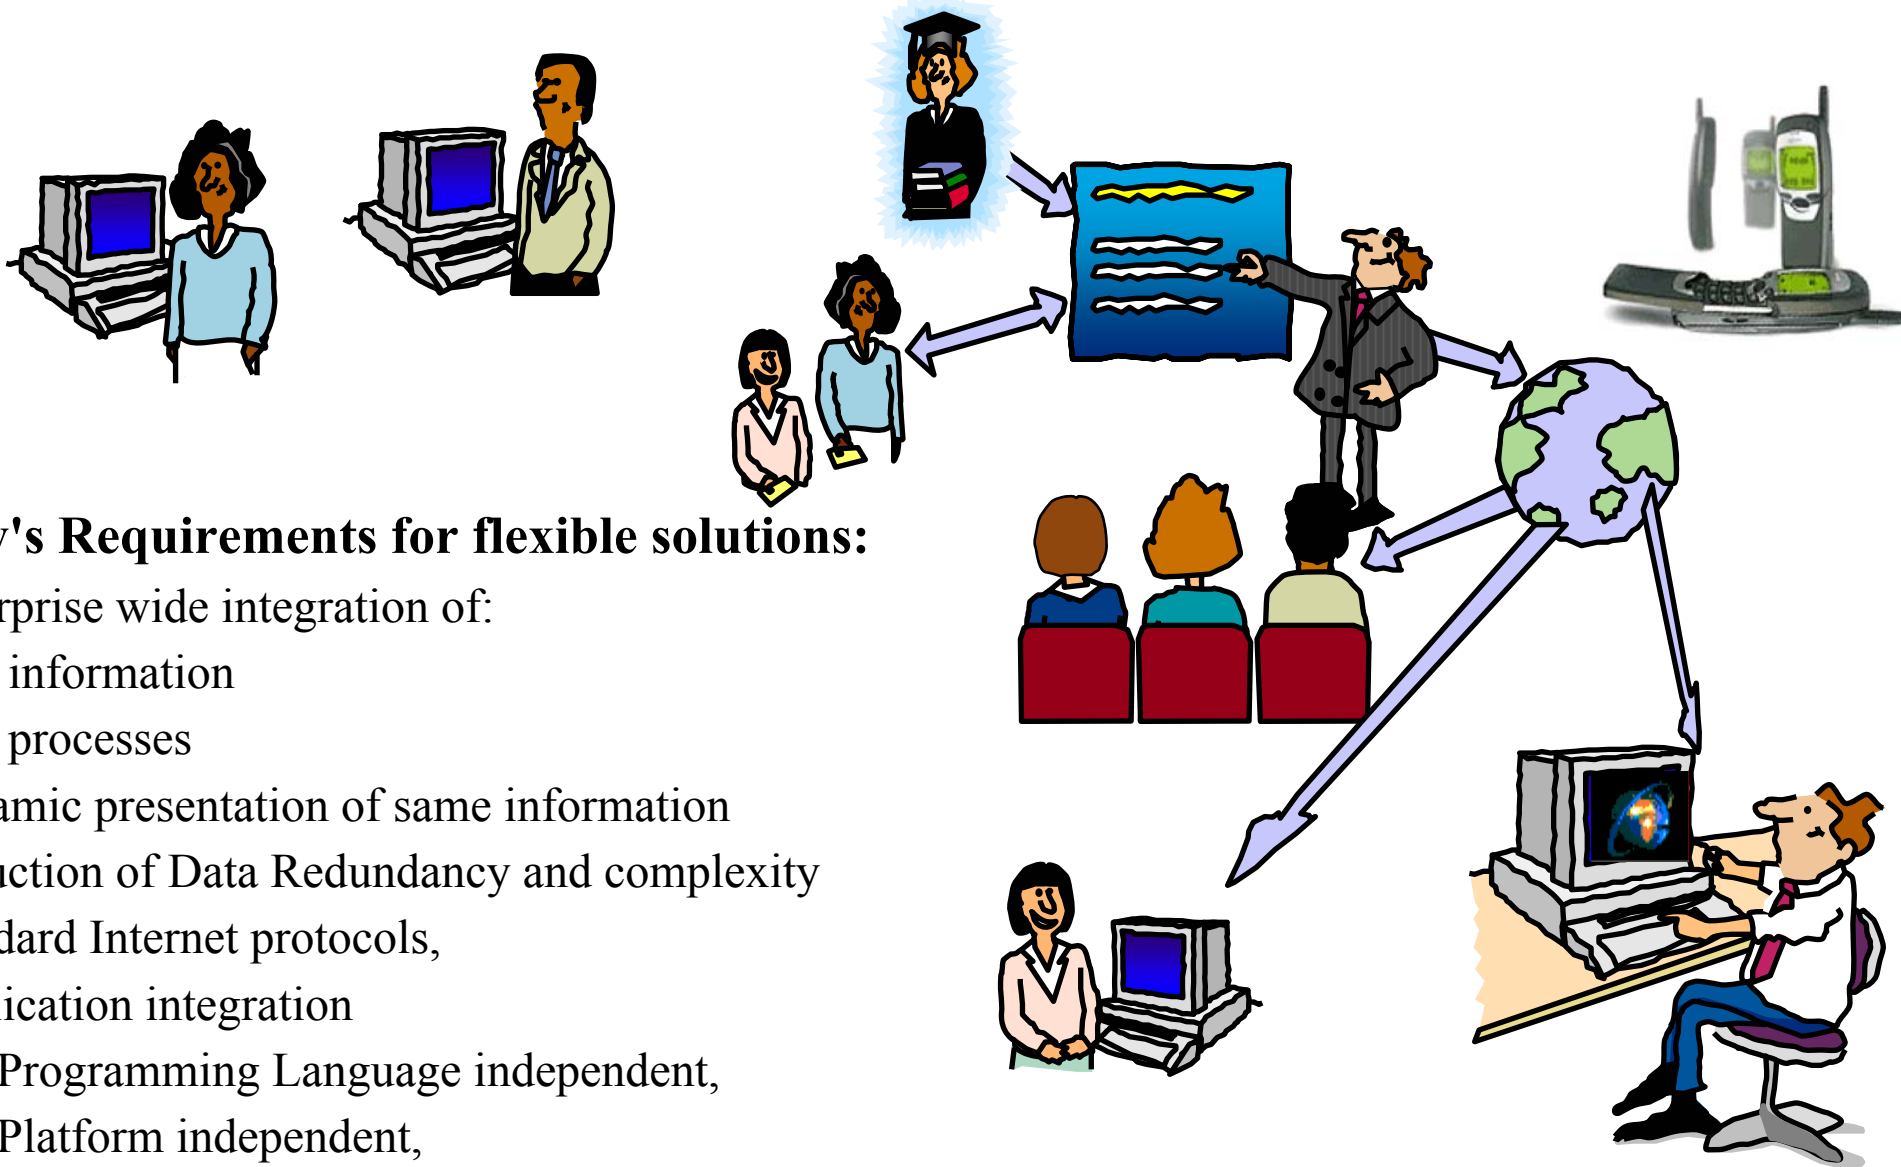 y's Requirements for flexible solutions:
rprise wide integration of:
information
processes
amic presentation of same information
uction of Data Redundancy and complexity
dard Internet protocols,
lication integration
Programming Language independent,
Platform independent,